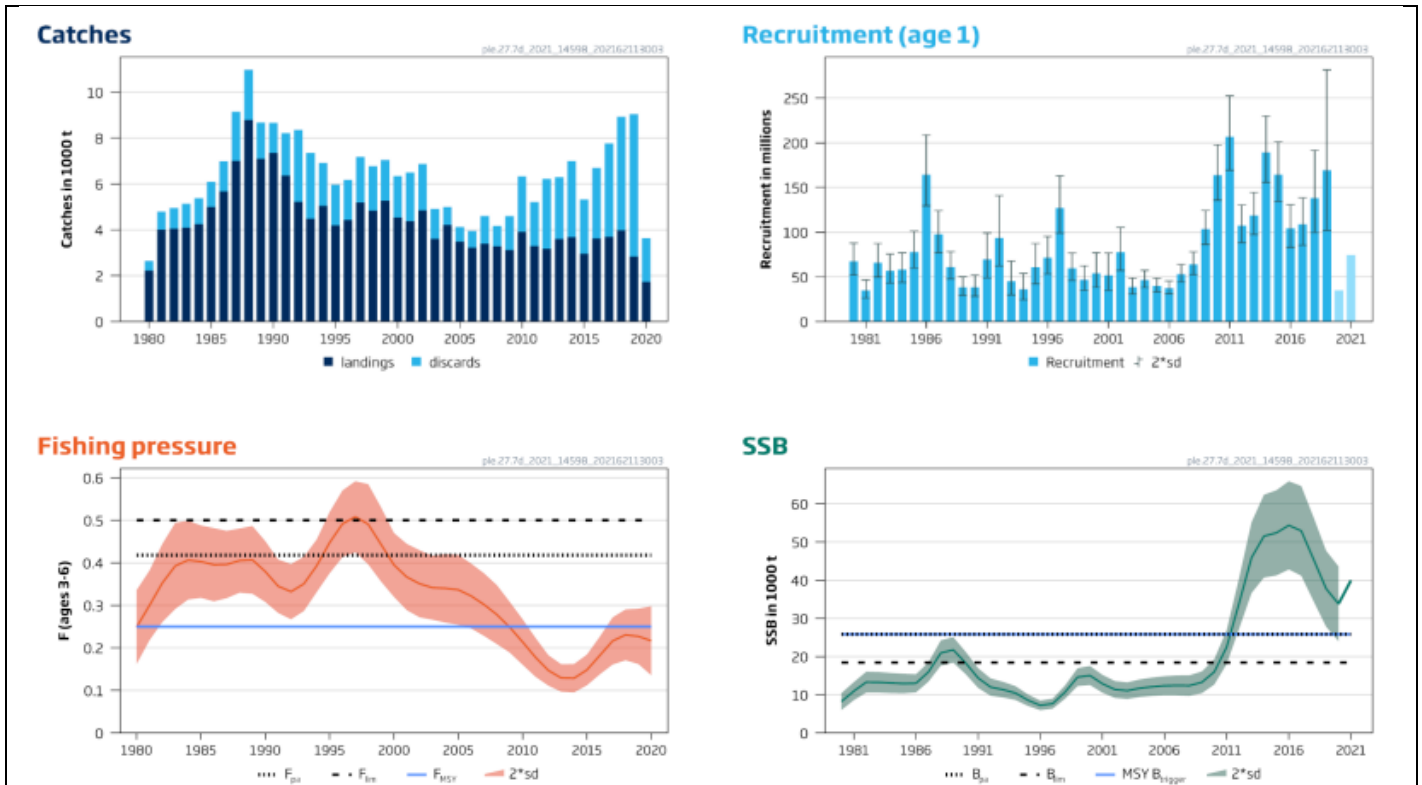 Catches
ple.27.7d_2021_14598_202162113003
Catches in 1000 t
10
8
6
4
2
0
1980 1985 1990 1995 2000 2005 2010 2015 2020
landings discards
Recruitment (age 1)
ple.27.7d_2021_14598_202162113003
Recruitment in millions
250
200
150
100
50
0
1981 1986 1991 1996 2001 2006 2011 2016 2021
Recruitment 2*sd
Fishing pressure
ple.27.7d_2021_14598_202162113003
F (ages 3-6)
0.6
0.5
0.4
0.3
0.2
0.1
0
1980 1985 1990 1995 2000 2005 2010 2015 2020
Fpa Flim FMSY 2*sd
SSB
ple.27.7d_2021_14598_202162113003
SSB in 1000 t
60
50
40
30
20
10
0
1981 1986 1991 1996 2001 2006 2011 2016 2021
Bpa Blim MSY Btrigger 2*sd